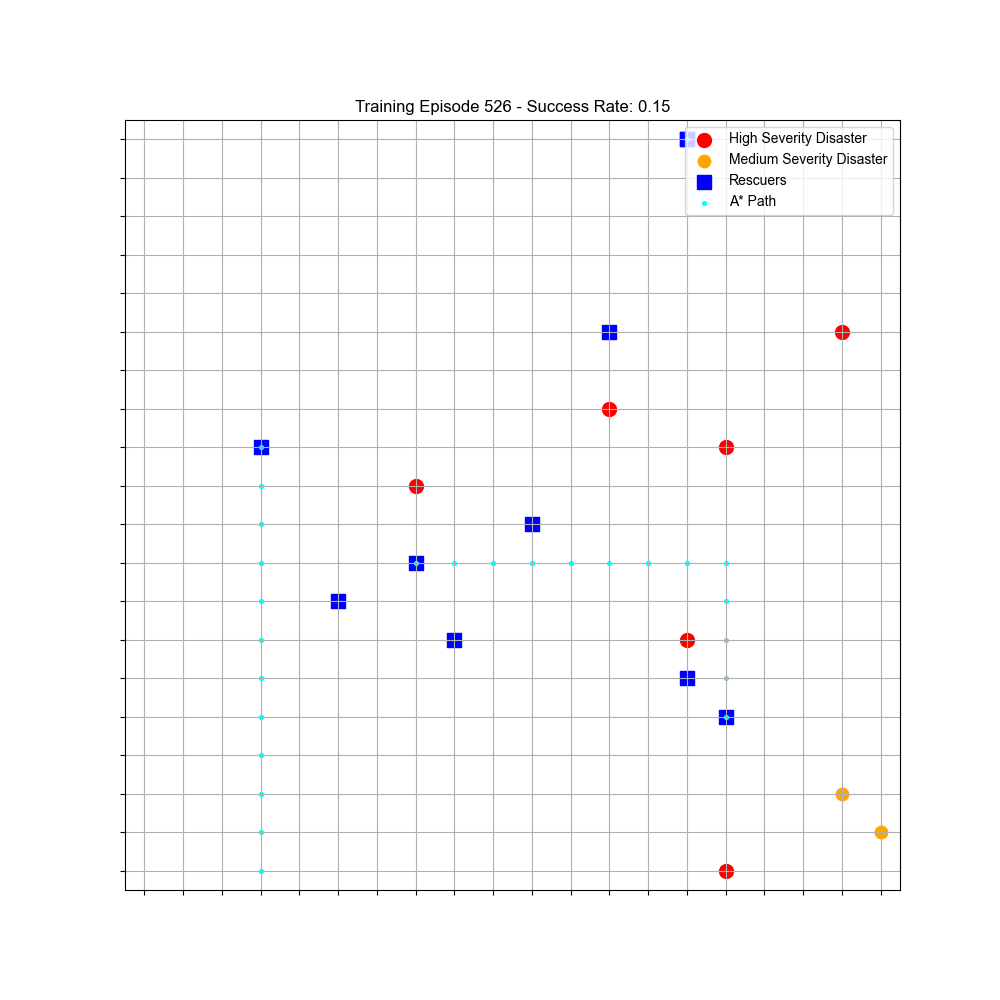 Training Episode 526 - Success Rate: 0.15
High Severity Disaster
Medium Severity Disaster
Rescuers
A* Path